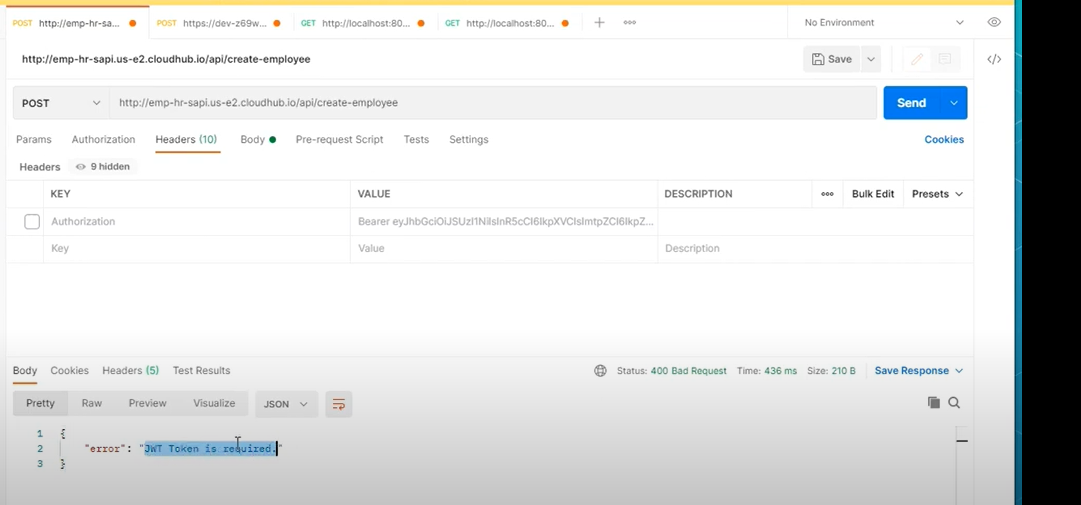 POST http://emp-hr-sa... POST https://dev-z69w... GET http://localhost:80... GET http://localhost:80... No Environment
http://emp-hr-sapi.us-e2.cloudhub.io/api/create-employee Save
POST http://emp-hr-sapi.us-e2.cloudhub.io/api/create-employee Send
Params Authorization Headers (10) Body Pre-request Script Tests Settings Cookies
Headers 9 hidden
KEY VALUE DESCRIPTION Bulk Edit Presets
Authorization Bearer
Key Value Description
Body Cookies Headers (5) Test Results Status: 400 Bad Request Time: 436 ms Size: 210 B Save Response
Pretty Raw Preview Visualize JSON
1 {
2 "error": "JWT Token is required."
3 }